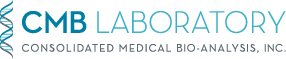 CMB LABORATORY
CONSOLIDATED MEDICAL BIO-ANALYSIS, INC.